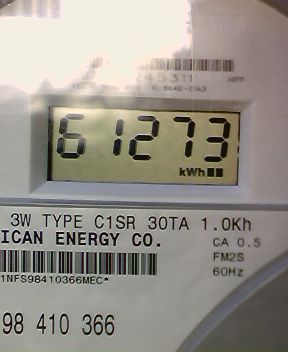 61273
kWh
3W TYPE C1SR 30TA 1.0Kh
ICAN ENERGY CO.
CA 0.5
FM2S
60Hz
1NFS98410366MEC*
98 410 366